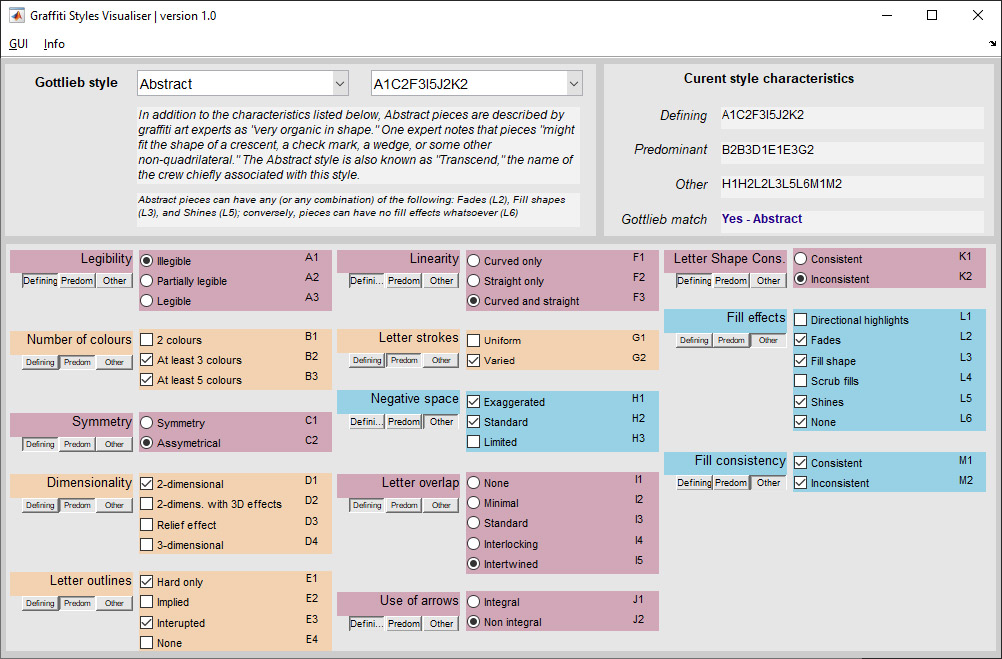 Graffiti Styles Visualiser | version 1.0
GUI Info
Gottlieb style Abstract A1C2F3I5J2K2
In addition to the characteristics listed below, Abstract pieces are described by
graffiti art experts as "very organic in shape." One expert notes that pieces "might
fit the shape of a crescent, a check mark, a wedge, or some other
non-quadrilateral." The Abstract style is also known as "Transcend," the name of
the crew chiefly associated with this style.
Abstract pieces can have any (or any combination) of the following: Fades (L2), Fill shapes
(L3), and Shines (L5); conversely, pieces can have no fill effects whatsoever (L6)
Curent style characteristics
Defining A1C2F3I5J2K2
Predominant B2B3D1E1E3G2
Other H1H2L2L3L5L6M1M2
Gottlieb match Yes - Abstract
Legibility
Defining Predom Other
Illegible A1
Partially legible A2
Legible A3
Number of colours
Defining Predom Other
2 colours B1
At least 3 colours B2
At least 5 colours B3
Symmetry
Defining Predom Other
Symmetry C1
Assymetrical C2
Dimensionality
Defining Predom Other
2-dimensional D1
2-dimens. with 3D effects D2
Relief effect D3
3-dimensional D4
Letter outlines
Defining Predom Other
Hard only E1
Implied E2
Interupted E3
None E4
Linearity
Defini... Predom Other
Curved only F1
Straight only F2
Curved and straight F3
Letter strokes
Defining Predom Other
Uniform G1
Varied G2
Negative space
Defini... Predom Other
Exaggerated H1
Standard H2
Limited H3
Letter overlap
Defining Predom Other
None I1
Minimal I2
Standard I3
Interlocking I4
Intertwined I5
Use of arrows
Defini... Predom Other
Integral J1
Non integral J2
Letter Shape Cons.
Defining Predom Other
Consistent K1
Inconsistent K2
Fill effects
Defining Predom Other
Directional highlights L1
Fades L2
Fill shape L3
Scrub fills L4
Shines L5
None L6
Fill consistency
Defining Predom Other
Consistent M1
Inconsistent M2